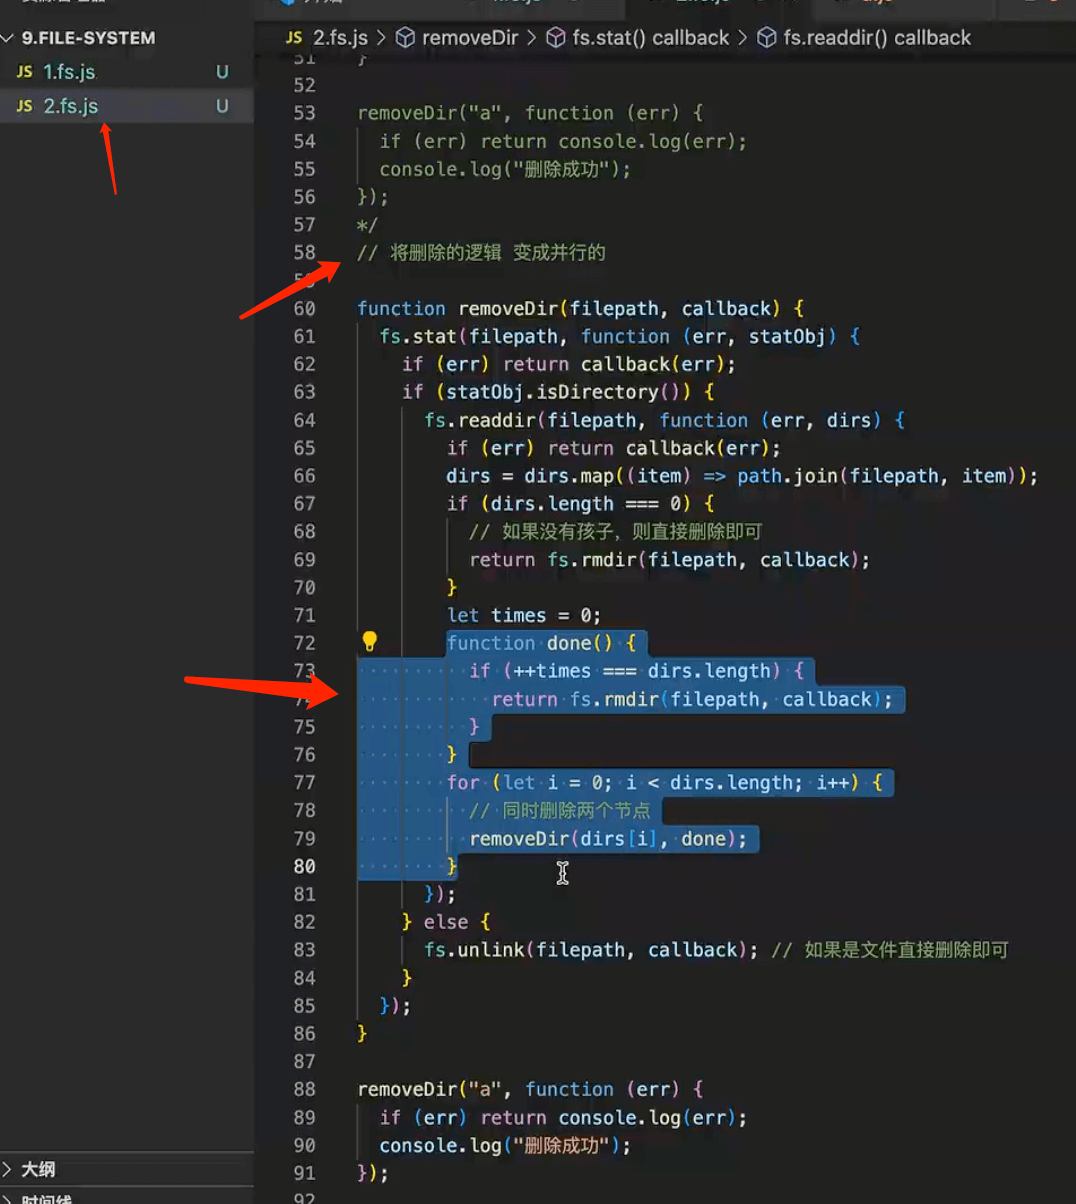 9.FILE-SYSTEM
JS 1.fs.js U
JS 2.fs.js U
JS 2.fs.js > removeDir > fs.stat() callback > fs.readdir() callback
51 }
52
53 removeDir("a", function (err) {
54 if (err) return console.log(err);
55 console.log("删除成功");
56 });
57 */
58 // 将删除的逻辑 变成并行的
59
60 function removeDir(filepath, callback) {
61 fs.stat(filepath, function (err, statObj) {
62 if (err) return callback(err);
63 if (statObj.isDirectory()) {
64 fs.readdir(filepath, function (err, dirs) {
65 if (err) return callback(err);
66 dirs = dirs.map((item) => path.join(filepath, item));
67 if (dirs.length === 0) {
68 // 如果没有孩子，则直接删除即可
69 return fs.rmdir(filepath, callback);
70 }
71 let times = 0;
72 function done() {
73 if (++times === dirs.length) {
74 return fs.rmdir(filepath, callback);
75 }
76 }
77 for (let i = 0; i < dirs.length; i++) {
78 // 同时删除两个节点
79 removeDir(dirs[i], done);
80 }
81 });
82 } else {
83 fs.unlink(filepath, callback); // 如果是文件直接删除即可
84 }
85 });
86 }
87
88 removeDir("a", function (err) {
89 if (err) return console.log(err);
90 console.log("删除成功");
91 });
92
大纲
时间线